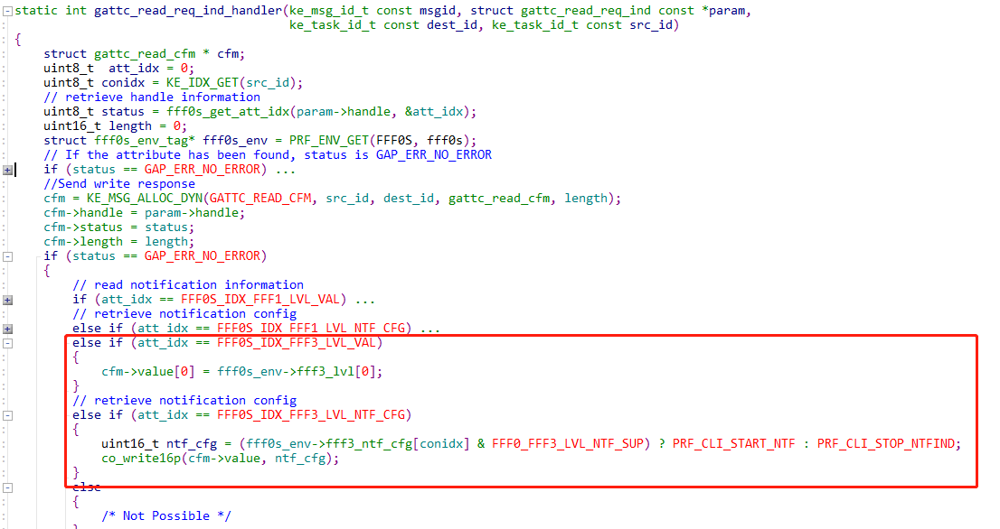 static int gattc_read_req_ind_handler(ke_msg_id_t const msgid, struct gattc_read_req_ind const *param,
                                      ke_task_id_t const dest_id, ke_task_id_t const src_id)
{
    struct gattc_read_cfm * cfm;
    uint8_t  att_idx = 0;
    uint8_t conidx = KE_IDX_GET(src_id);
    // retrieve handle information
    uint8_t status = fff0s_get_att_idx(param->handle, &att_idx);
    uint16_t length = 0;
    struct fff0s_env_tag* fff0s_env = PRF_ENV_GET(FFF0S, fff0s);
    // If the attribute has been found, status is GAP_ERR_NO_ERROR
    if (status == GAP_ERR_NO_ERROR) ...
    //Send write response
    cfm = KE_MSG_ALLOC_DYN(GATTC_READ_CFM, src_id, dest_id, gattc_read_cfm, length);
    cfm->handle = param->handle;
    cfm->status = status;
    cfm->length = length;
    if (status == GAP_ERR_NO_ERROR)
    {
        // read notification information
        if (att_idx == FFF0S_IDX_FFF1_LVL_VAL) ...
        // retrieve notification config
        else if (att_idx == FFF0S_IDX_FFF1_LVL_NTF_CFG) ...
        else if (att_idx == FFF0S_IDX_FFF3_LVL_VAL)
        {
            cfm->value[0] = fff0s_env->fff3_lvl[0];
        }
        // retrieve notification config
        else if (att_idx == FFF0S_IDX_FFF3_LVL_NTF_CFG)
        {
            uint16_t ntf_cfg = (fff0s_env->fff3_ntf_cfg[conidx] & FFF0_FFF3_LVL_NTF_SUP) ? PRF_CLI_START_NTF : PRF_CLI_STOP_NTFIND;
            co_write16p(cfm->value, ntf_cfg);
        }
        else
        {
            /* Not Possible */
        }